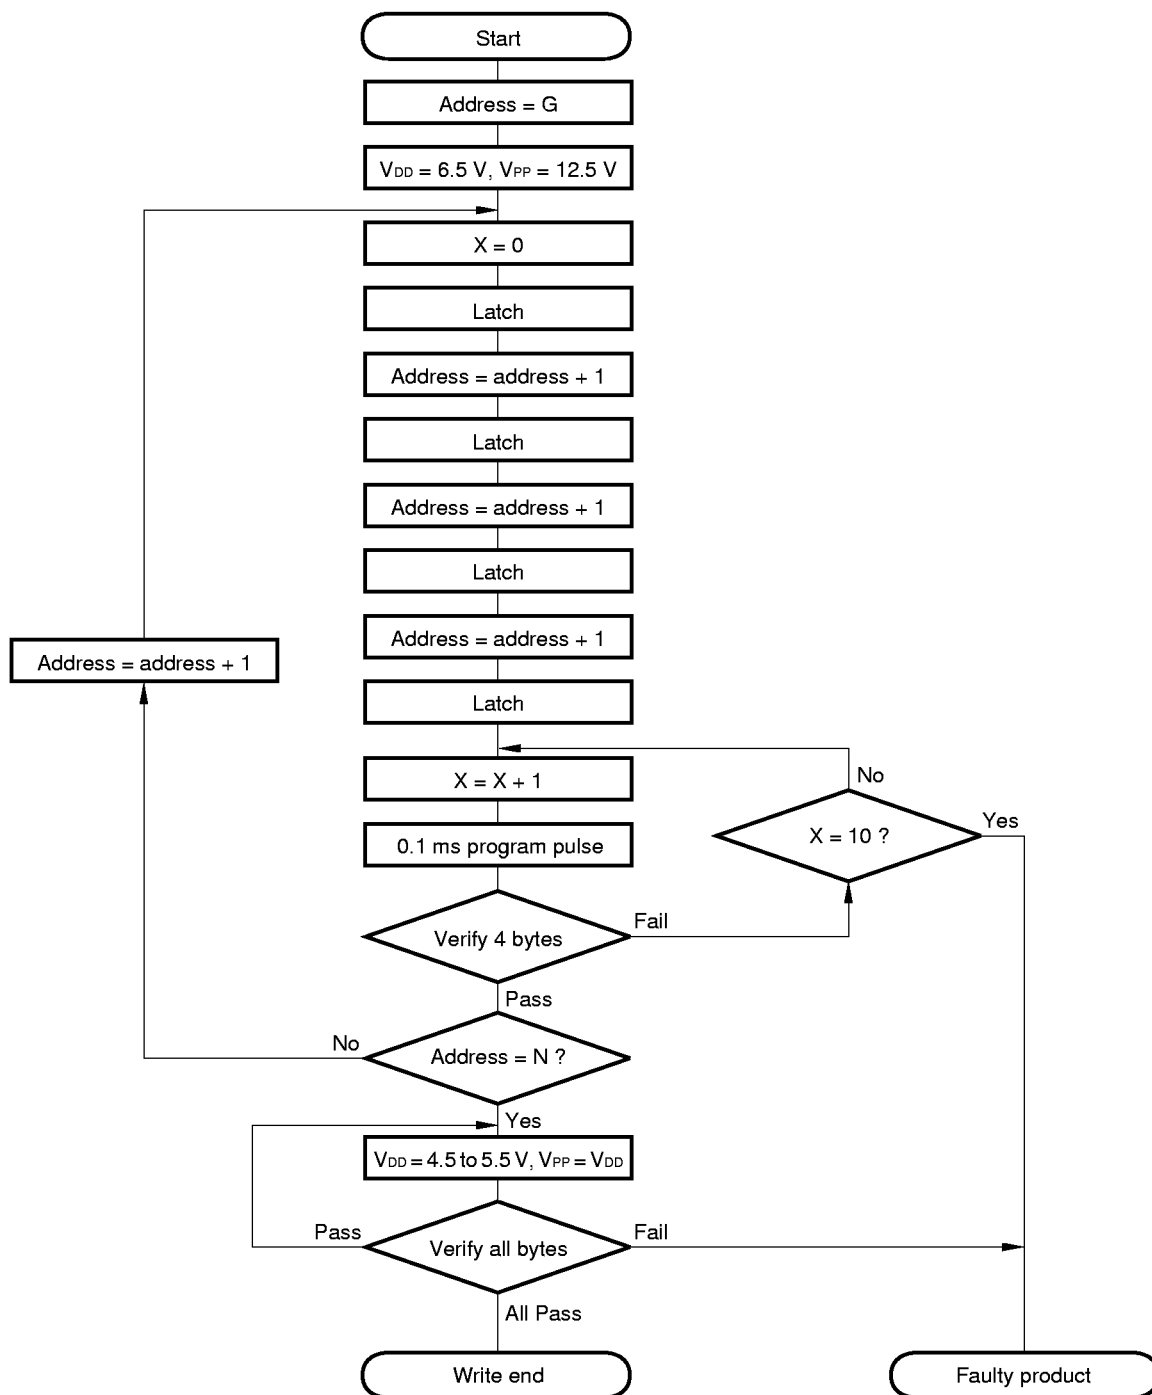 Start
Address = G
VDD = 6.5 V, VPP = 12.5 V
X = 0
Latch
Address = address + 1
Latch
Address = address + 1
Latch
Address = address + 1
Address = address + 1
Latch
X = X + 1
No
X = 10 ?
Yes
0.1 ms program pulse
Verify 4 bytes
Fail
Pass
No
Address = N ?
Yes
VDD = 4.5 to 5.5 V, VPP = VDD
Pass
Verify all bytes
Fail
All Pass
Write end
Faulty product